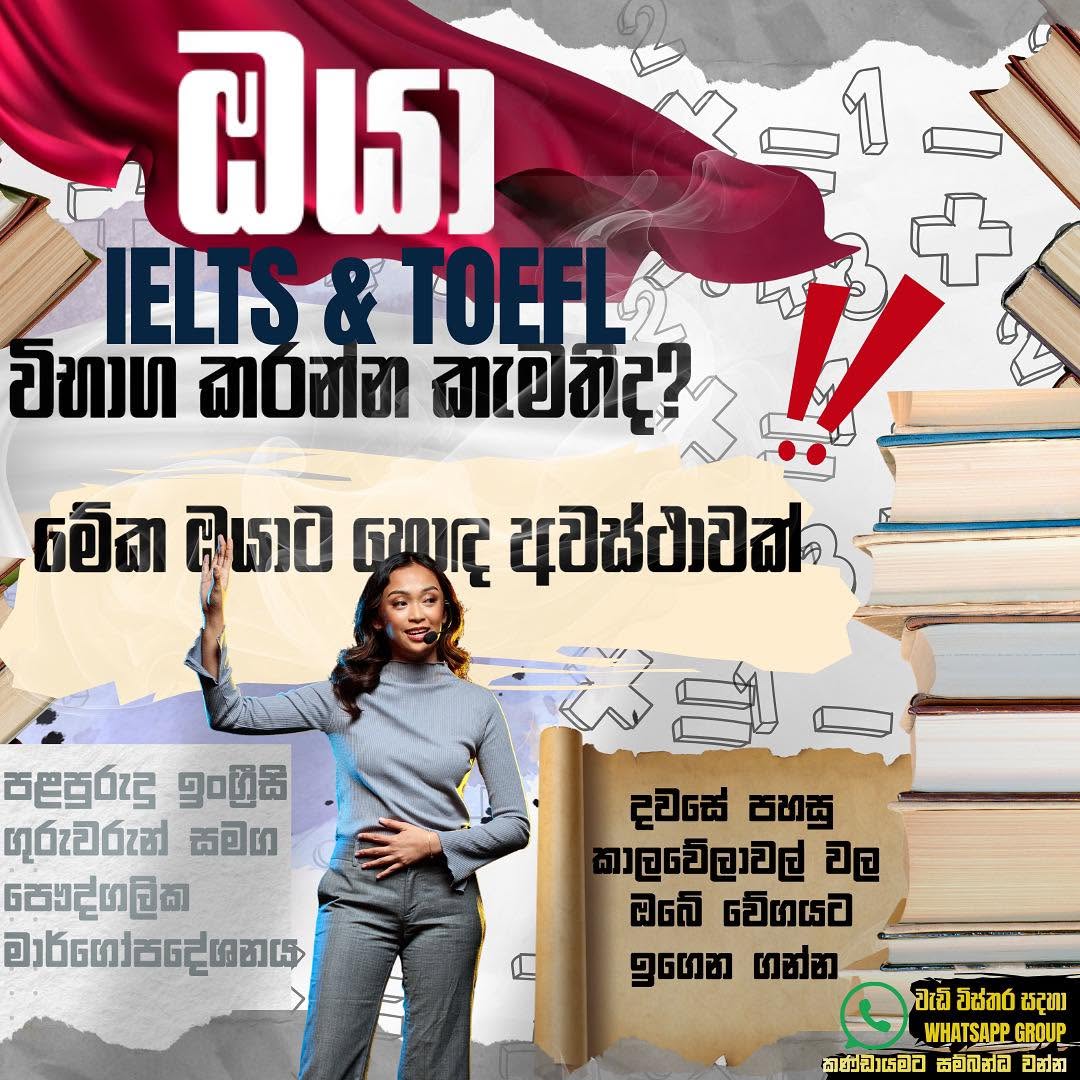 ඔයා
IELTS & TOEFL
විභාග කරන්න කැමතිද?
!!
මේක ඔයාට හොඳ අවස්ථාවක්
පළපුරුදු ඉංග්‍රීසි
ගුරුවරුන් සමග
පෞද්ගලික
මාර්ගෝපදේශනය
දවසේ පහසු
කාලවේලාවල් වල
ඔබේ වේගයට
ඉගෙන ගන්න
වැඩි විස්තර සදහා
WHATSAPP GROUP
කණ්ඩායමට සම්බන්ධ වන්න